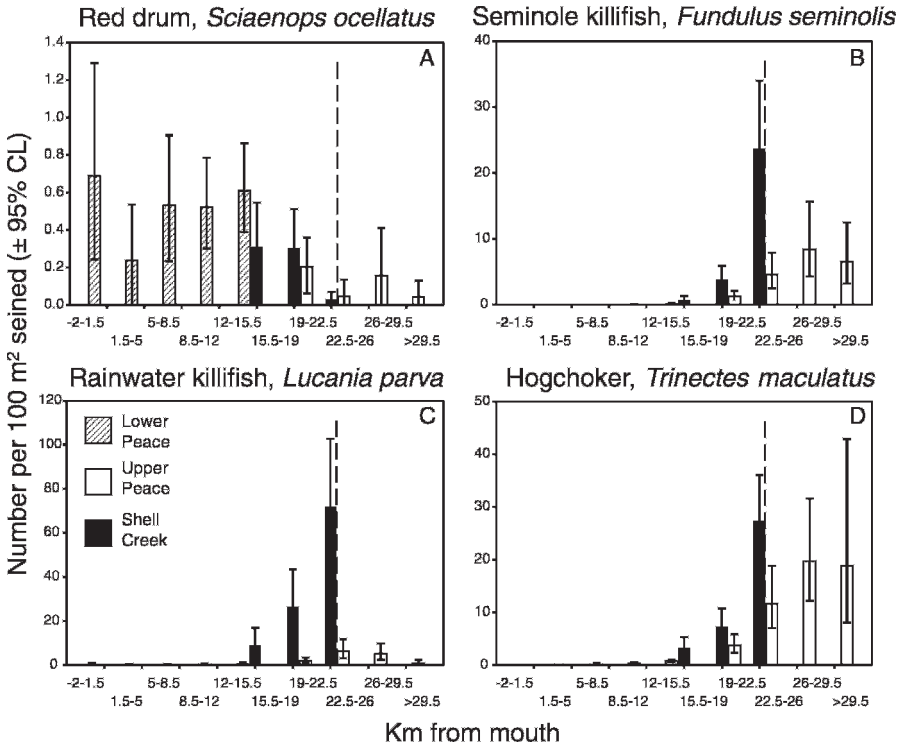 Red drum, Sciaenops ocellatus
Seminole killifish, Fundulus seminolis
Number per 100 m² seined (± 95% CL)
1.4
1.2
1.0
0.8
0.6
0.4
0.2
0.0
A
-2-1.5 5-8.5 12-15.5 19-22.5 26-29.5
1.5-5 8.5-12 15.5-19 22.5-26 >29.5
40
30
20
10
0
B
-2-1.5 5-8.5 12-15.5 19-22.5 26-29.5
1.5-5 8.5-12 15.5-19 22.5-26 >29.5
Rainwater killifish, Lucania parva
Hogchoker, Trinectes maculatus
120
100
80
60
40
20
0
C
Lower
Peace
Upper
Peace
Shell
Creek
-2-1.5 5-8.5 12-15.5 19-22.5 26-29.5
1.5-5 8.5-12 15.5-19 22.5-26 >29.5
50
40
30
20
10
0
D
-2-1.5 5-8.5 12-15.5 19-22.5 26-29.5
1.5-5 8.5-12 15.5-19 22.5-26 >29.5
Km from mouth